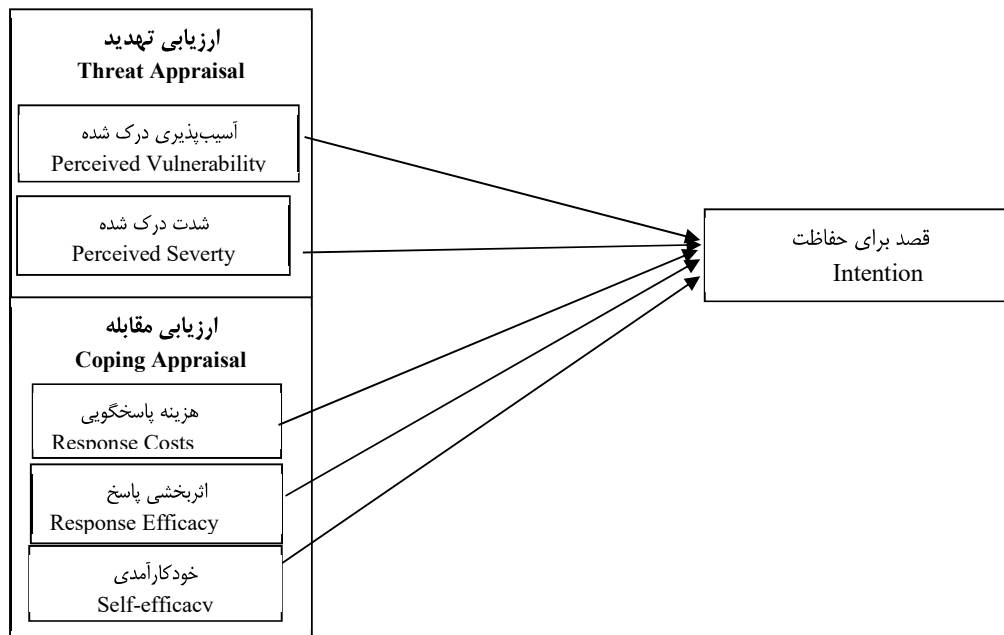 ارزیابی تهدید
Threat Appraisal
آسیب‌پذیری درک شده
Perceived Vulnerability
شدت درک شده
Perceived Severty
ارزیابی مقابله
Coping Appraisal
هزینه پاسخگویی
Response Costs
اثربخشی پاسخ
Response Efficacy
خودکارآمدی
Self-efficacy
قصد برای حفاظت
Intention